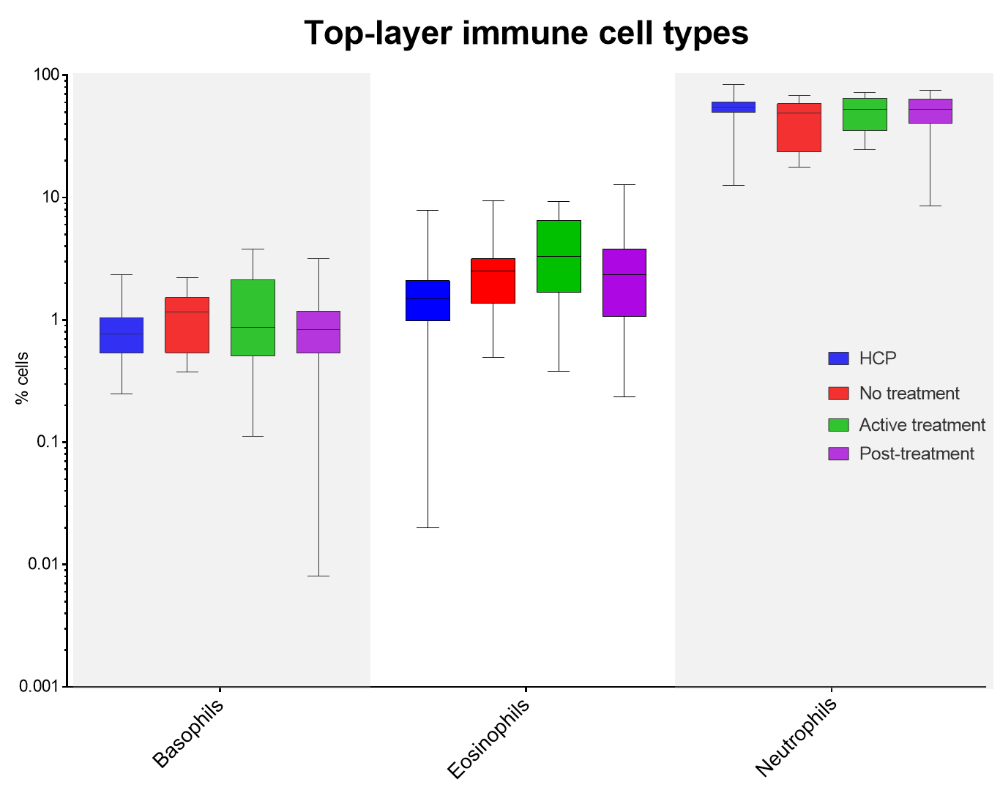 Top-layer immune cell types
100
10
1
0.1
0.01
0.001
% cells
HCP
No treatment
Active treatment
Post-treatment
Basophils
Eosinophils
Neutrophils